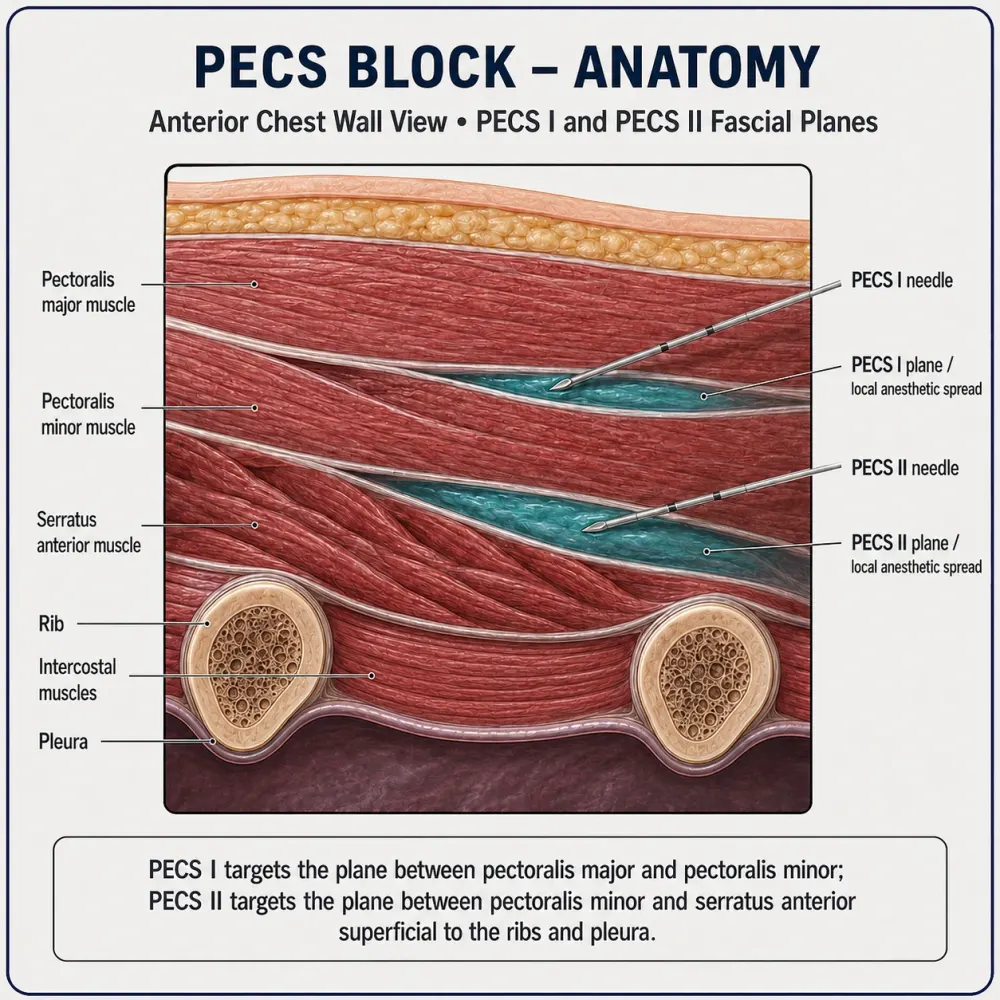 PECS BLOCK – ANATOMY
Anterior Chest Wall View • PECS I and PECS II Fascial Planes
Pectoralis
major muscle
Pectoralis
minor muscle
Serratus
anterior muscle
Rib
Intercostal
muscles
Pleura
PECS I needle
PECS I plane /
local anesthetic spread
PECS II needle
PECS II plane /
local anesthetic spread
PECS I targets the plane between pectoralis major and pectoralis minor;
PECS II targets the plane between pectoralis minor and serratus anterior
superficial to the ribs and pleura.